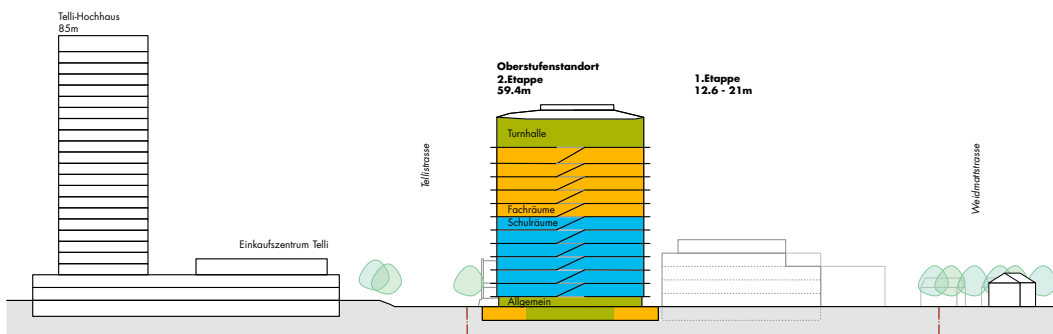 Telli-Hochhaus
85m
Oberstufenstandort
2.Etappe
59.4m
1.Etappe
12.6 - 21m
Turnhalle
Tellistrasse
Weidmattstrasse
Fachräume
Schulräume
Einkaufszentrum Telli
Allgemein